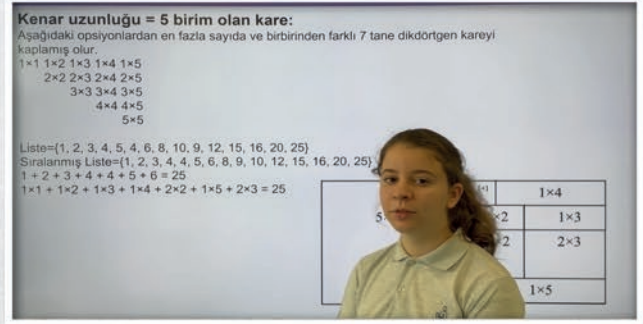 Kenar uzunluğu = 5 birim olan kare:
Aşağıdaki opsiyonlardan en fazla sayıda ve birbirinden farklı 7 tane dikdörtgen kareyi
kaplamış olur.
1×1 1×2 1×3 1×4 1×5
2×2 2×3 2×4 2×5
3×3 3×4 3×5
4×4 4×5
5×5
Liste={1, 2, 3, 4, 5, 4, 6, 8, 10, 9, 12, 15, 16, 20, 25}
Sıralanmış Liste={1, 2, 3, 4, 4, 5, 6, 8, 9, 10, 12, 15, 16, 20, 25}
1 + 2 + 3 + 4 + 4 + 5 + 6 = 25
1×1 + 1×2 + 1×3 + 1×4 + 2×2 + 1×5 + 2×3 = 25
1×4
5 ×2 1×3
2 2×3
1×5